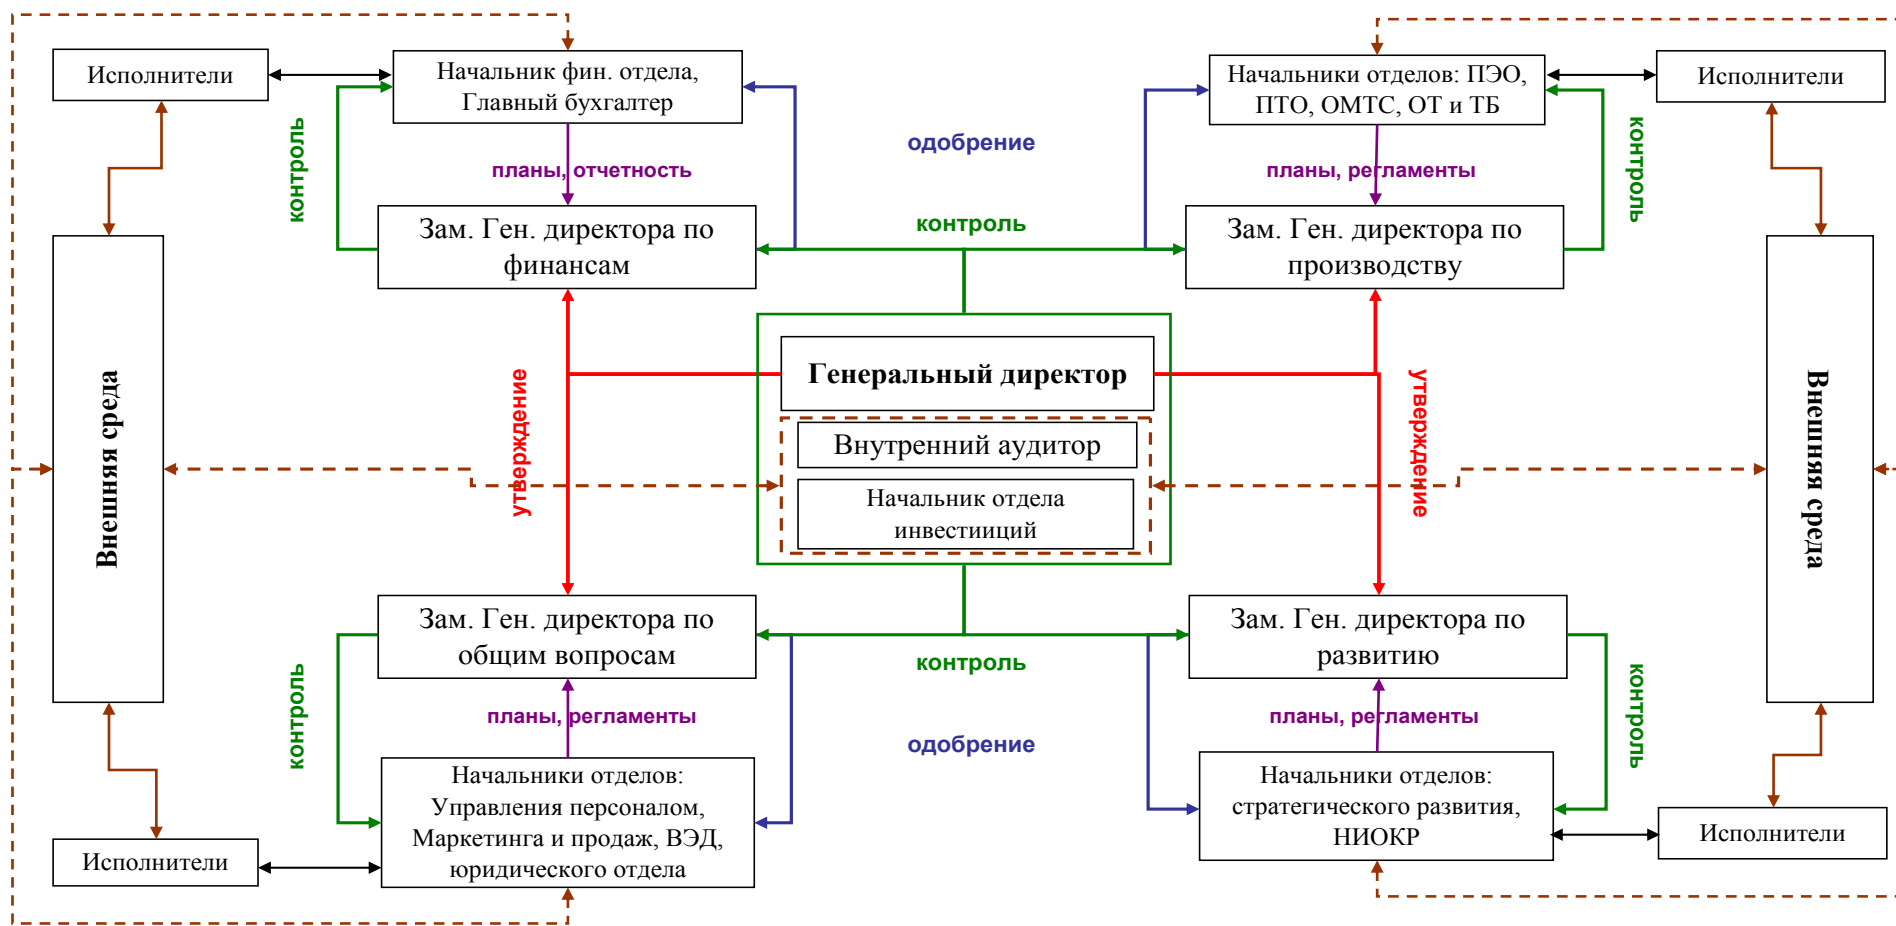 Исполнители
Начальник фин. отдела,
Главный бухгалтер
Начальники отделов: ПЭО,
ПТО, ОМТС, ОТ и ТБ
Исполнители
контроль
одобрение
контроль
планы, отчетность
планы, регламенты
Зам. Ген. директора по
финансам
контроль
Зам. Ген. директора по
производству
Внешняя среда
утверждение
Генеральный директор
утверждение
Внешняя среда
Внутренний аудитор
Начальник отдела
инвестииций
Зам. Ген. директора по
общим вопросам
контроль
Зам. Ген. директора по
развитию
контроль
планы, регламенты
одобрение
планы, регламенты
контроль
Начальники отделов:
Управления персоналом,
Маркетинга и продаж, ВЭД,
юридического отдела
Начальники отделов:
стратегического развития,
НИОКР
Исполнители
Исполнители